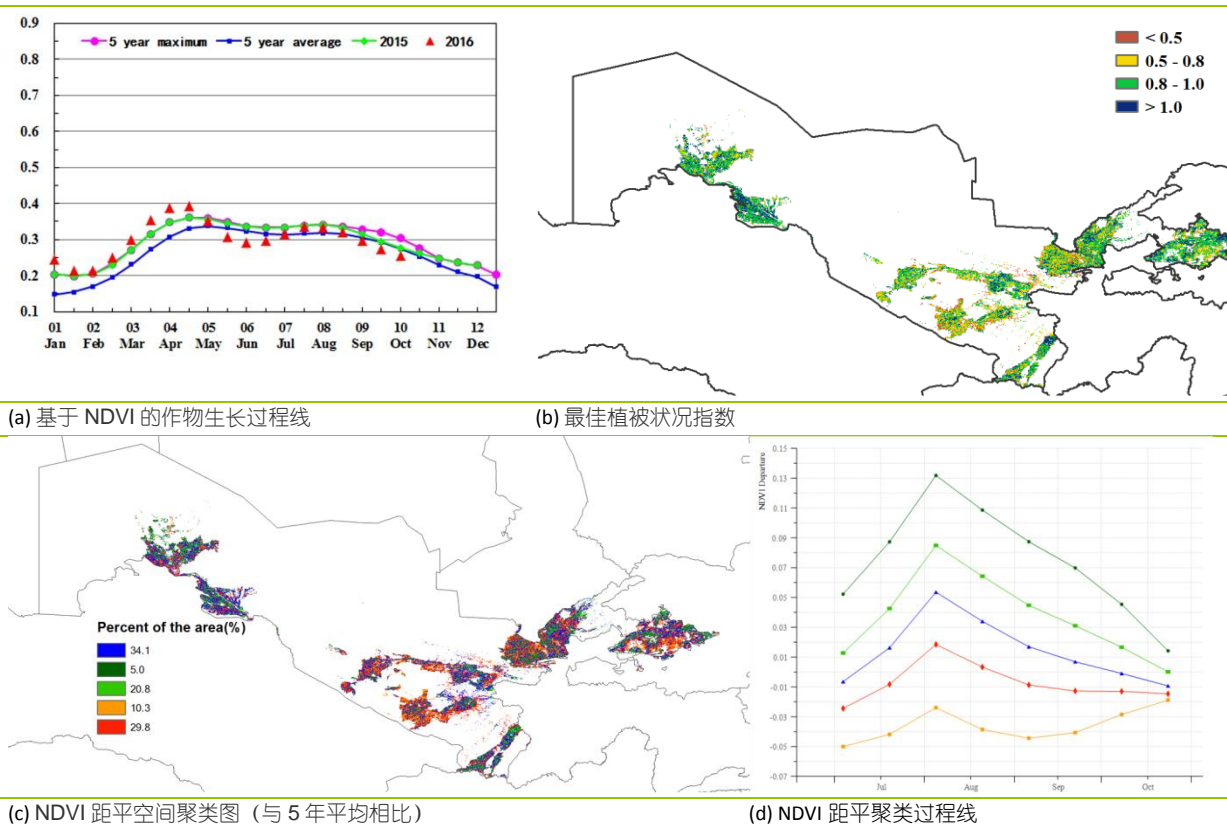 0.9
0.8
0.7
0.6
0.5
0.4
0.3
0.2
0.1
5 year maximum 5 year average 2015 2016
01 02 03 04 05 06 07 08 09 10 11 12
Jan Feb Mar Apr May Jun Jul Aug Sep Oct Nov Dec
< 0.5
0.5 - 0.8
0.8 - 1.0
> 1.0
(a) 基于 NDVI 的作物生长过程线
(b) 最佳植被状况指数
Percent of the area(%)
34.1
5.0
20.8
10.3
29.8
NDVI Departure
0.15
0.13
0.11
0.09
0.07
0.05
0.03
0.01
-0.01
-0.03
-0.05
-0.07
Jul Aug Sep Oct
(c) NDVI 距平空间聚类图（与 5 年平均相比）
(d) NDVI 距平聚类过程线